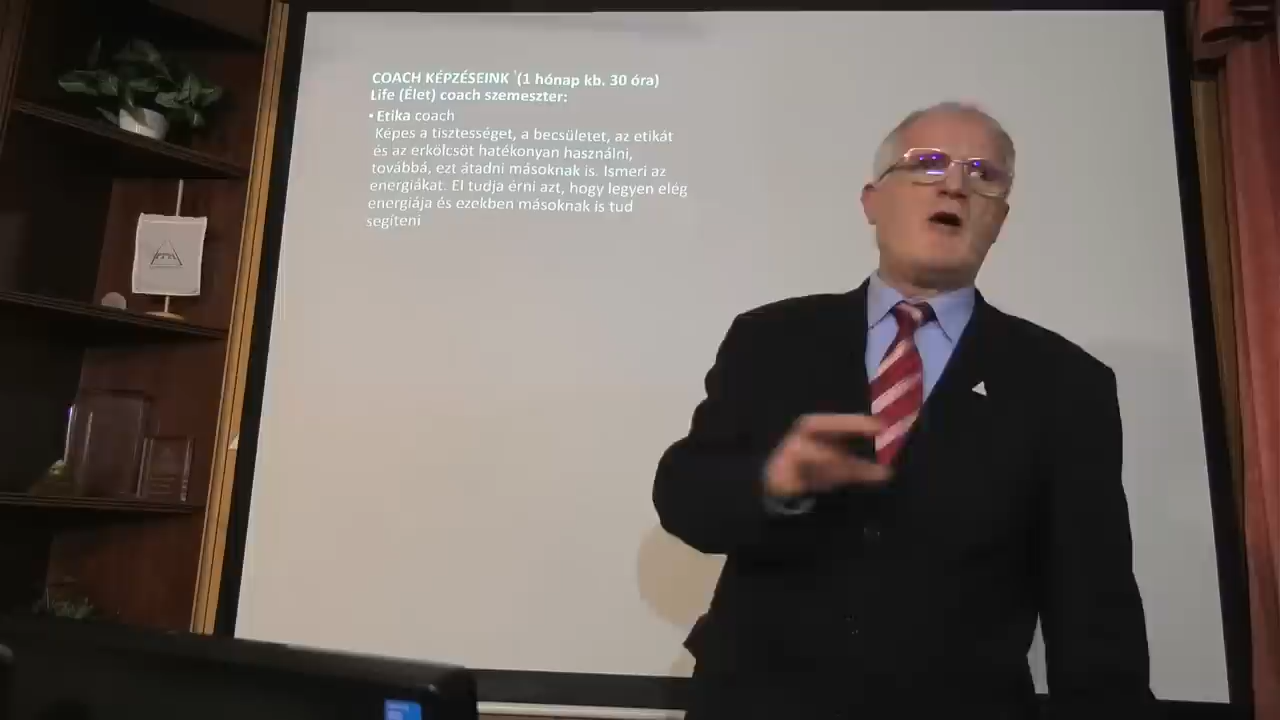 COACH KÉPZÉSEINK (1 hónap kb. 30 óra)
Life (Élet) coach szemeszter:
• Etika coach
Képes a tisztességet, a becsületet, az etikát
és az erkölcsöt hatékonyan használni,
továbbá, ezt átadni másoknak is. Ismeri az
energiákat. El tudja érni azt, hogy legyen elég
energiája és ezekben másoknak is tud
segíteni